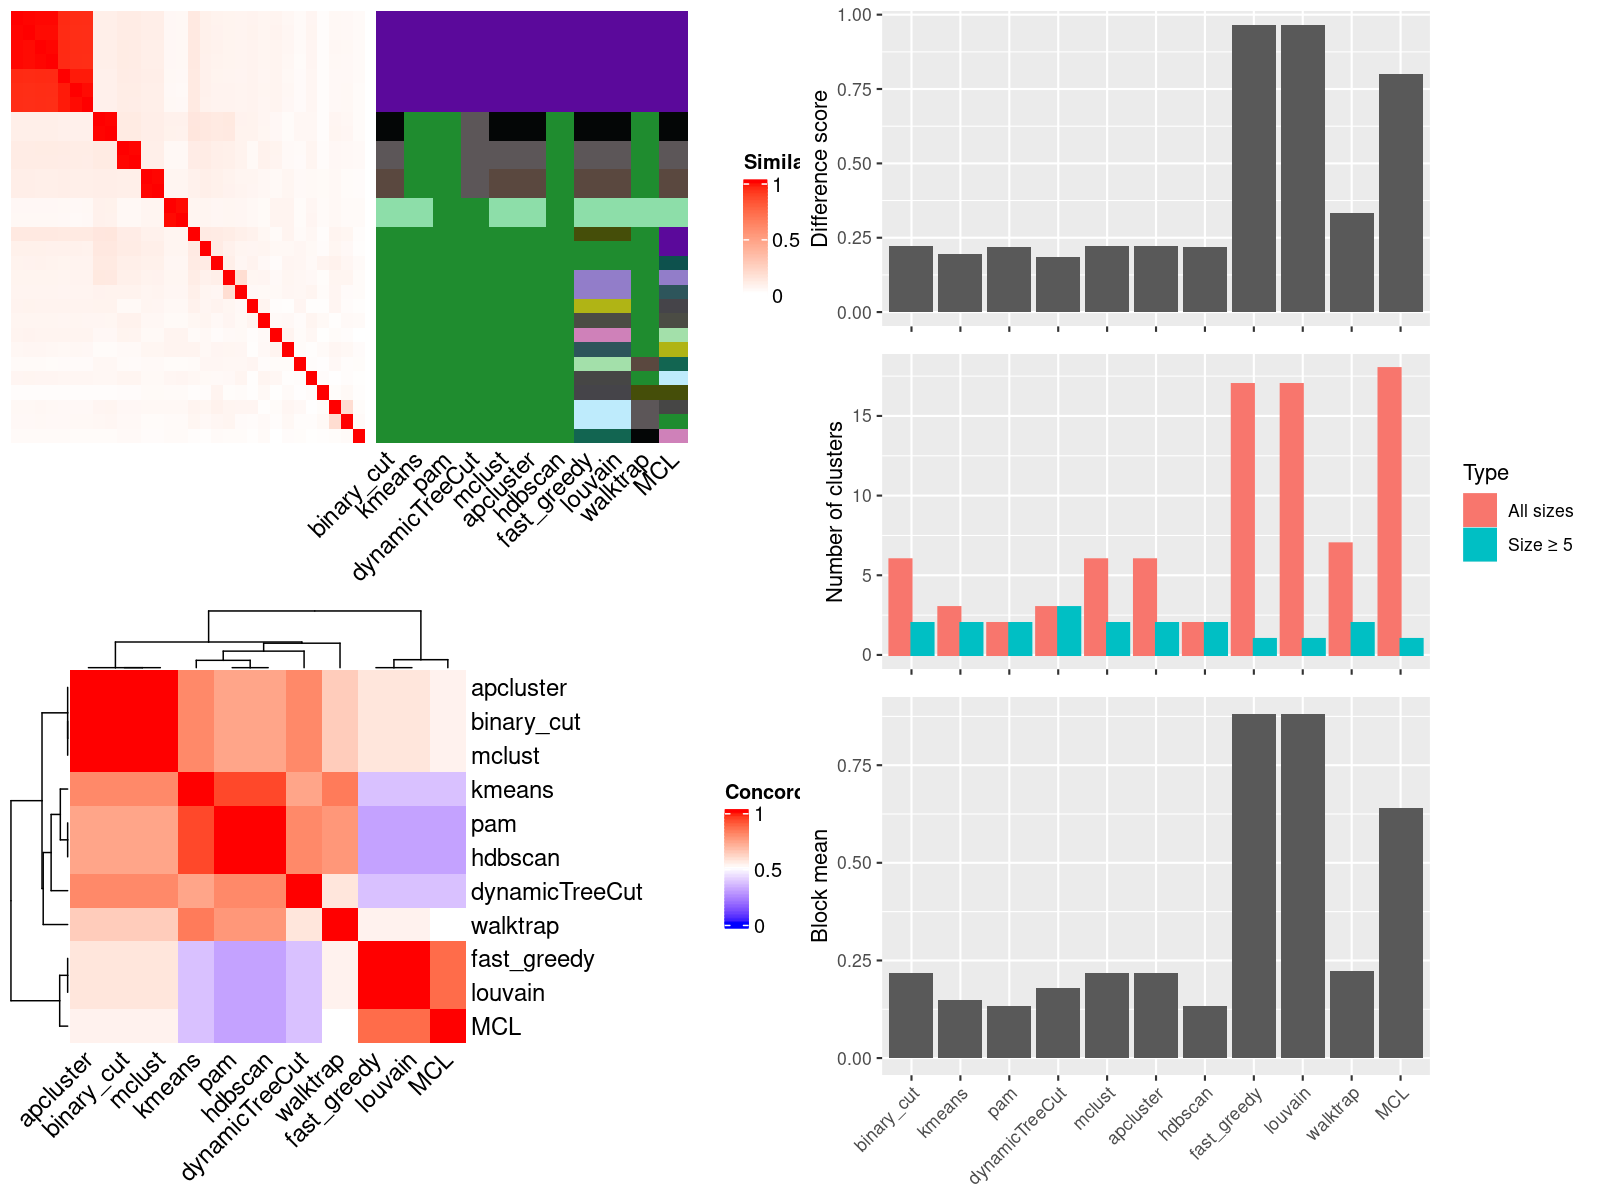 Simila
1
0.5
0
binary_cut
kmeans
pam
dynamicTreeCut
mclust
apcluster
hdbscan
fast_greedy
louvain
walktrap
MCL
apcluster
binary_cut
mclust
kmeans
pam
hdbscan
dynamicTreeCut
walktrap
fast_greedy
louvain
MCL
Concord
1
0.5
0
apcluster
binary_cut
mclust
kmeans
pam
hdbscan
dynamicTreeCut
walktrap
fast_greedy
louvain
MCL
Difference score
1.00
0.75
0.50
0.25
0.00
Number of clusters
15
10
5
0
Type
All sizes
Size ≥ 5
Block mean
0.75
0.50
0.25
0.00
binary_cut
kmeans
pam
dynamicTreeCut
mclust
apcluster
hdbscan
fast_greedy
louvain
walktrap
MCL